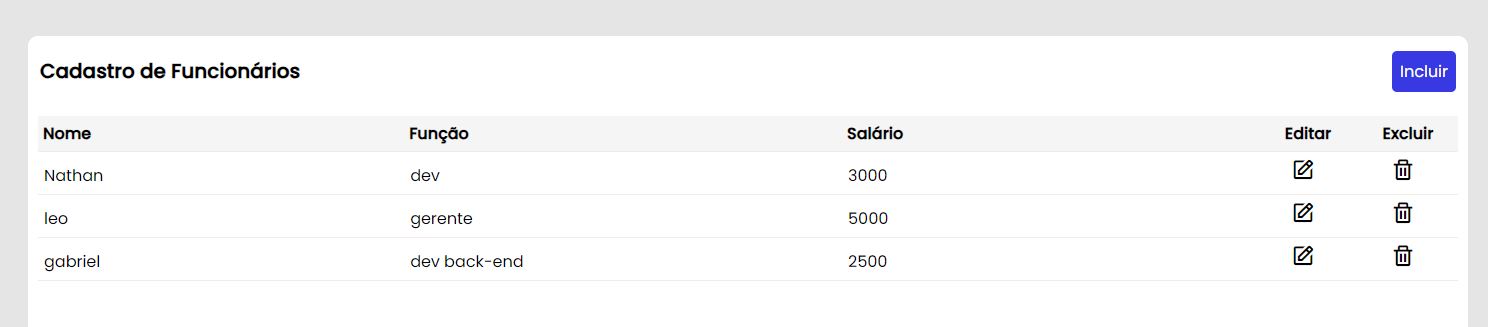 Cadastro de Funcionários Incluir
Nome Função Salário Editar Excluir
Nathan dev 3000
leo gerente 5000
gabriel dev back-end 2500